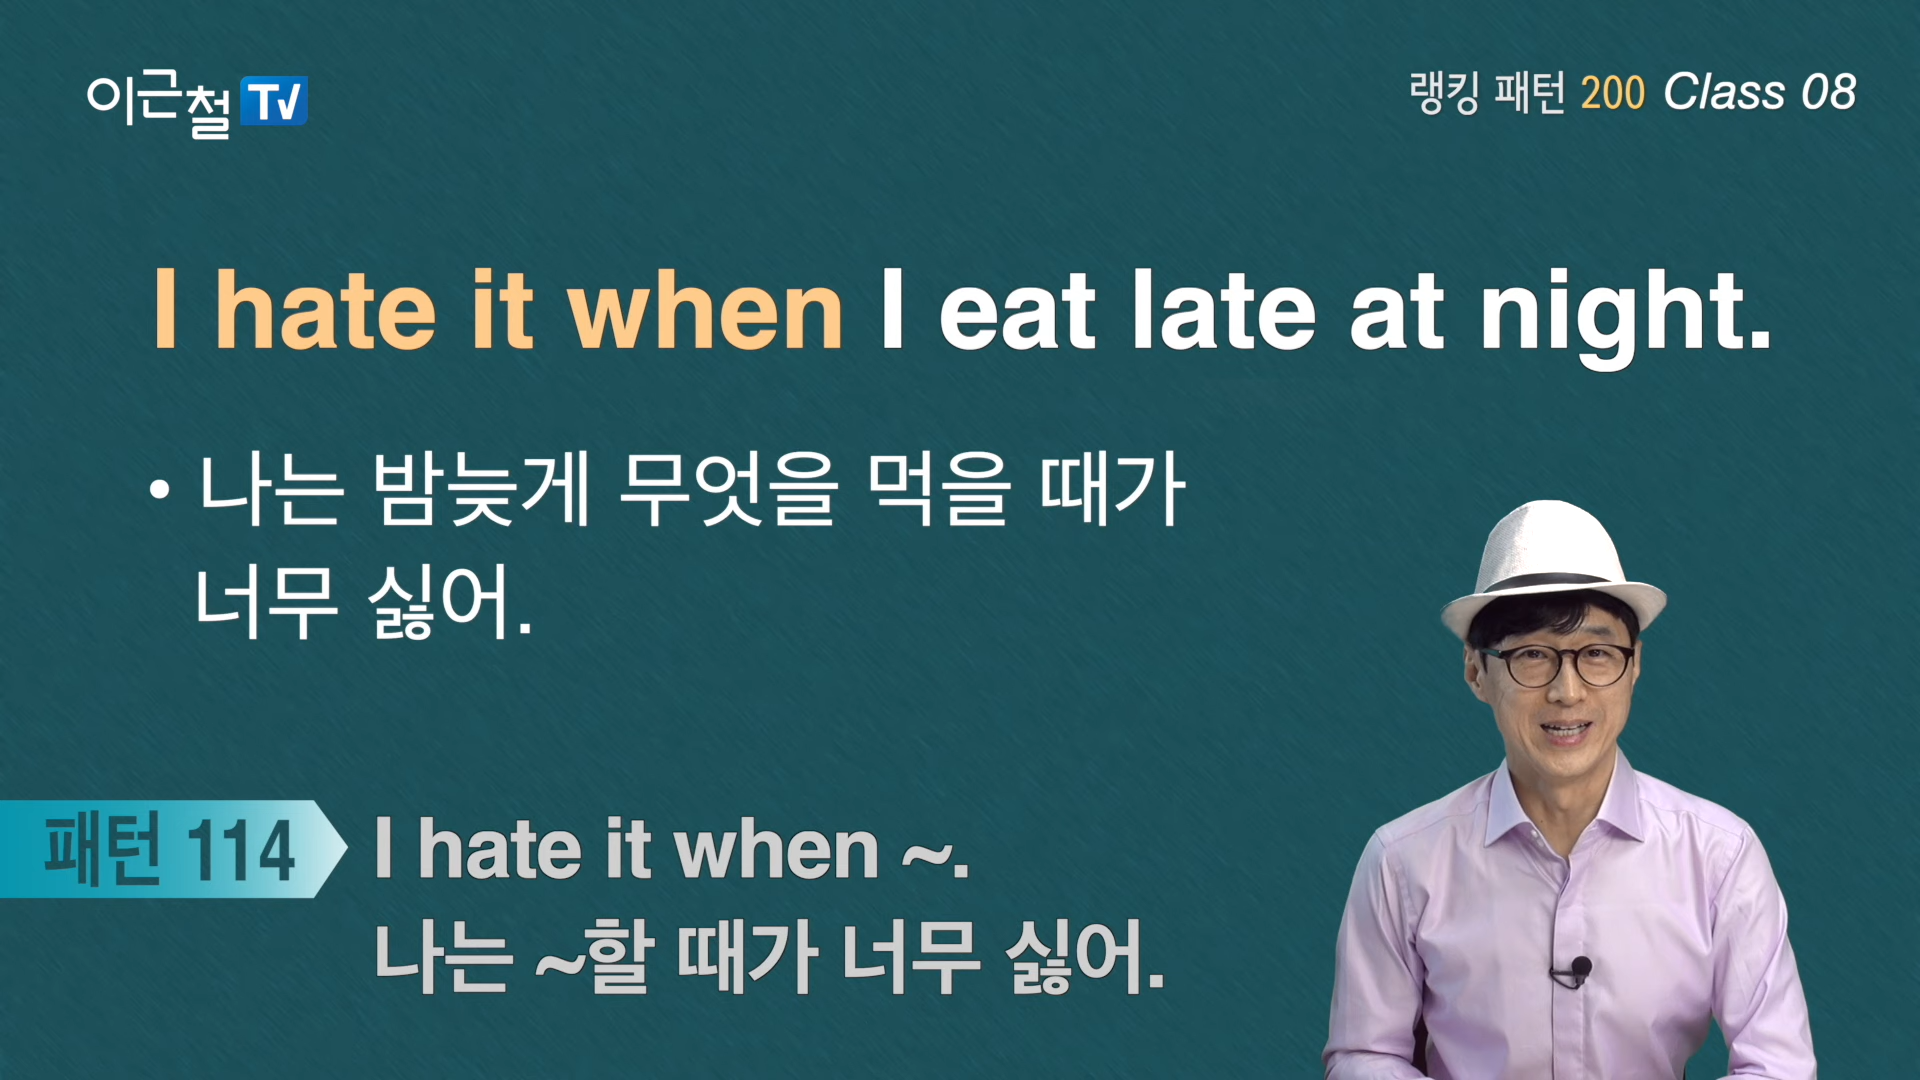 이근철 TV
랭킹 패턴 200 Class 08
I hate it when I eat late at night.
• 나는 밤늦게 무엇을 먹을 때가
너무 싫어.
패턴 114
I hate it when ~.
나는 ~할 때가 너무 싫어.